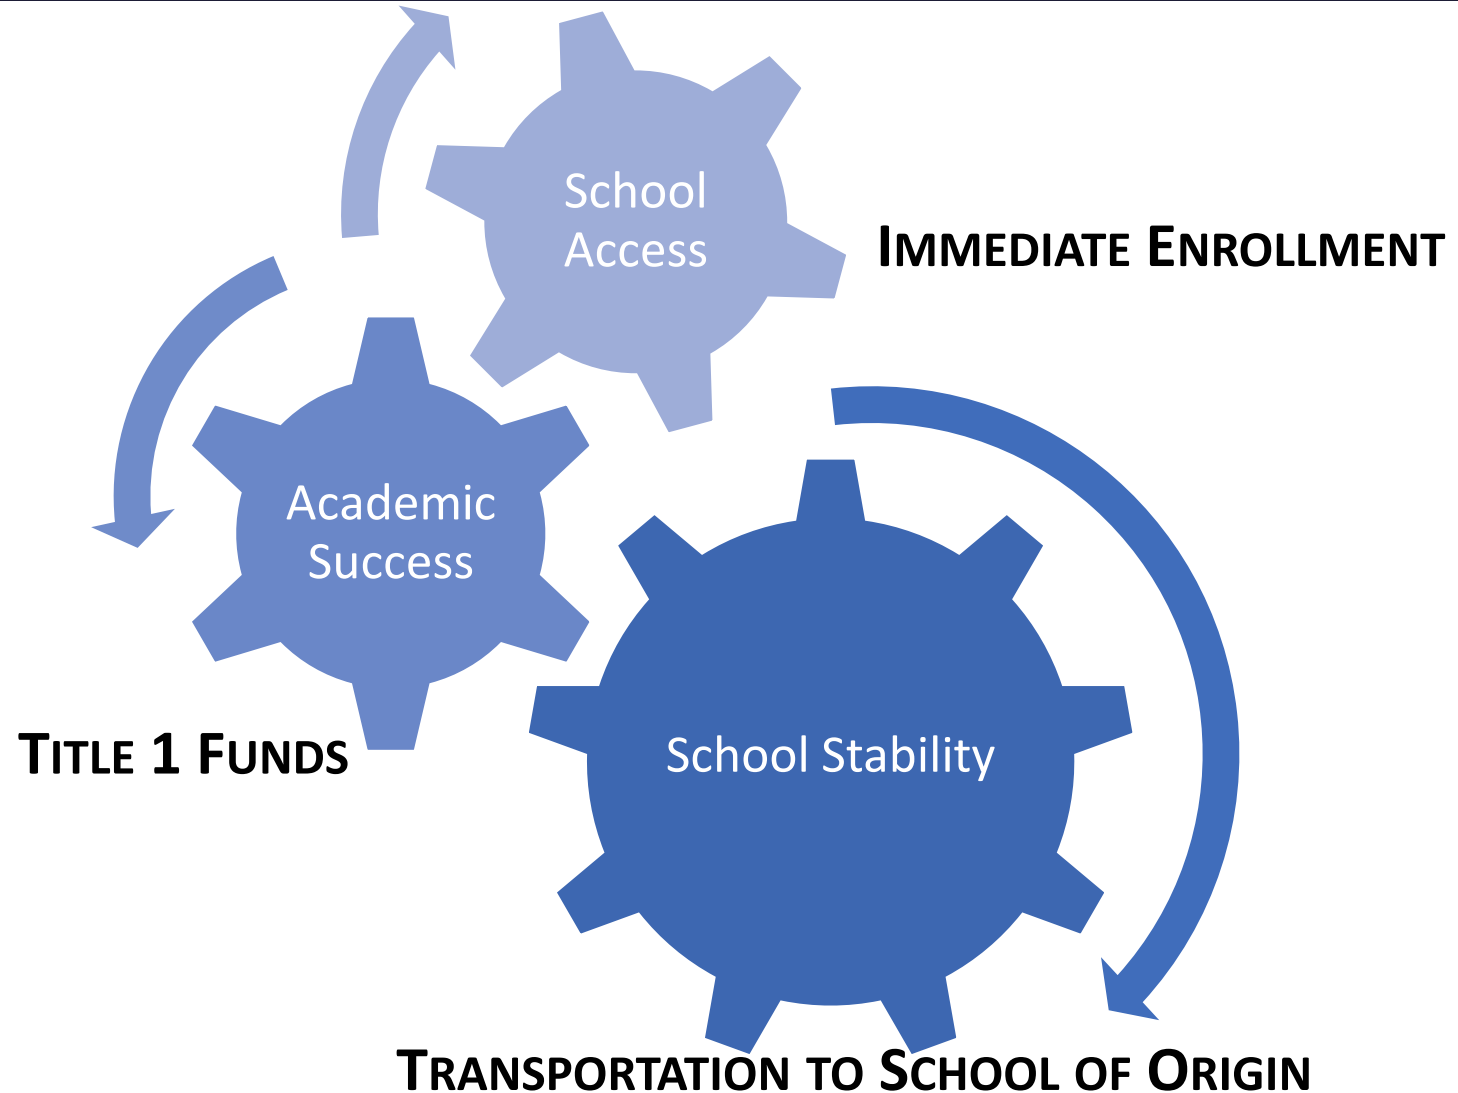 School
Access
IMMEDIATE ENROLLMENT
Academic
Success
TITLE 1 FUNDS
School Stability
TRANSPORTATION TO SCHOOL OF ORIGIN